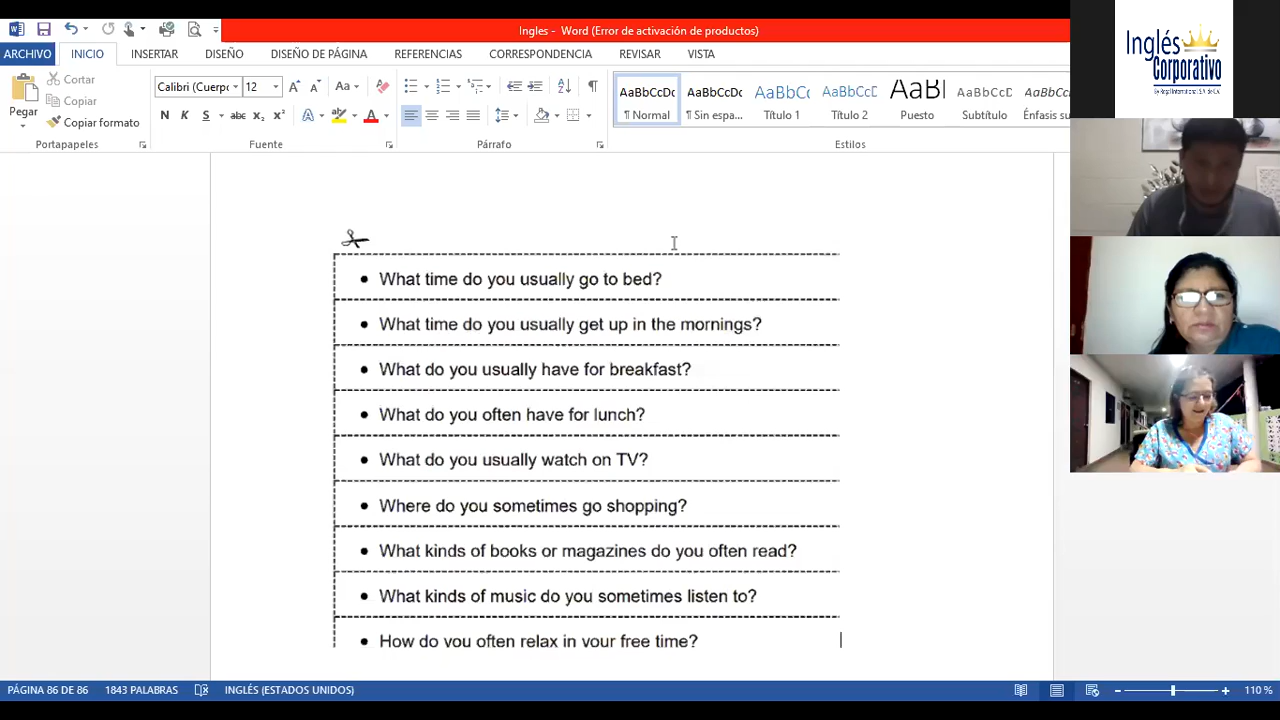 Ingles - Word (Error de activación de productos)
ARCHIVO INICIO INSERTAR DISEÑO DISEÑO DE PÁGINA REFERENCIAS CORRESPONDENCIA REVISAR VISTA
Pegar
Cortar
Copiar
Copiar formato
Portapapeles
Calibri (Cuerpo 12
Fuente
Párrafo
AaBbCcDc AaBbCcDc AaBbCc AaBbCcD AaBl AaBbCcD AaBbCcD
¶ Normal ¶ Sin espa... Título 1 Título 2 Puesto Subtítulo Énfasis su
Estilos
Inglés
Corporativo
What time do you usually go to bed?
What time do you usually get up in the mornings?
What do you usually have for breakfast?
What do you often have for lunch?
What do you usually watch on TV?
Where do you sometimes go shopping?
What kinds of books or magazines do you often read?
What kinds of music do you sometimes listen to?
How do you often relax in your free time?
PÁGINA 86 DE 86 1843 PALABRAS INGLÉS (ESTADOS UNIDOS) 110 %